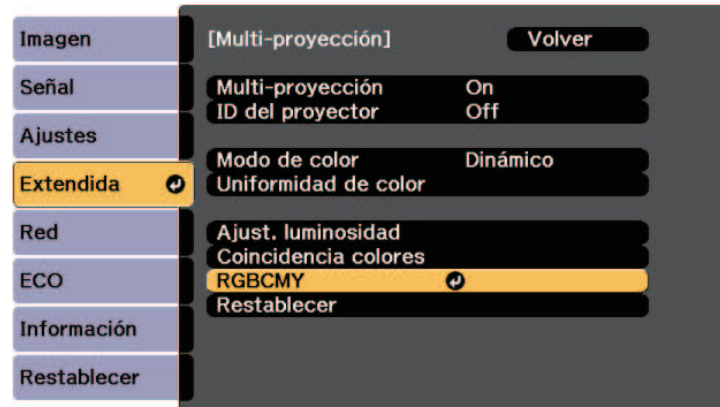 Imagen
Señal
Ajustes
Extendida
Red
ECO
Información
Restablecer
[Multi-proyección] Volver
Multi-proyección On
ID del proyector Off
Modo de color Dinámico
Uniformidad de color
Ajust. luminosidad
Coincidencia colores
RGBCMY
Restablecer